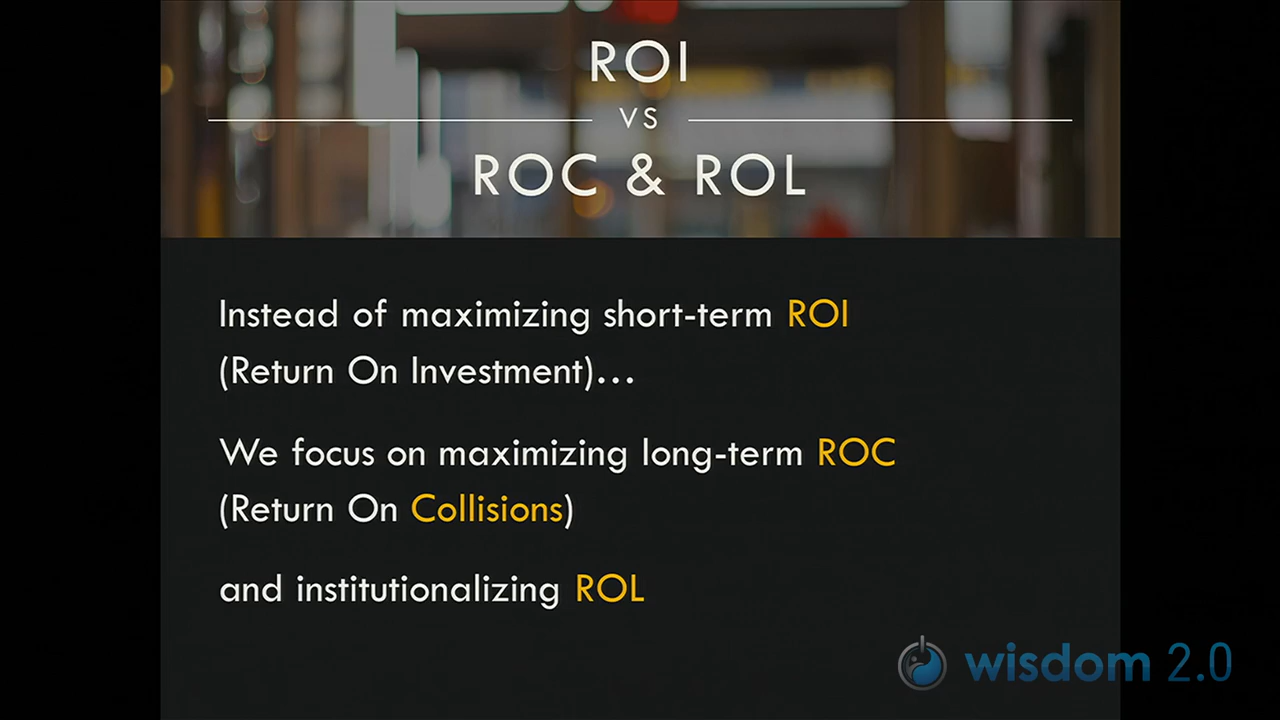 ROI
VS
ROC & ROL
Instead of maximizing short-term ROI
(Return On Investment)...
We focus on maximizing long-term ROC
(Return On Collisions)
and institutionalizing ROL
wisdom 2.0